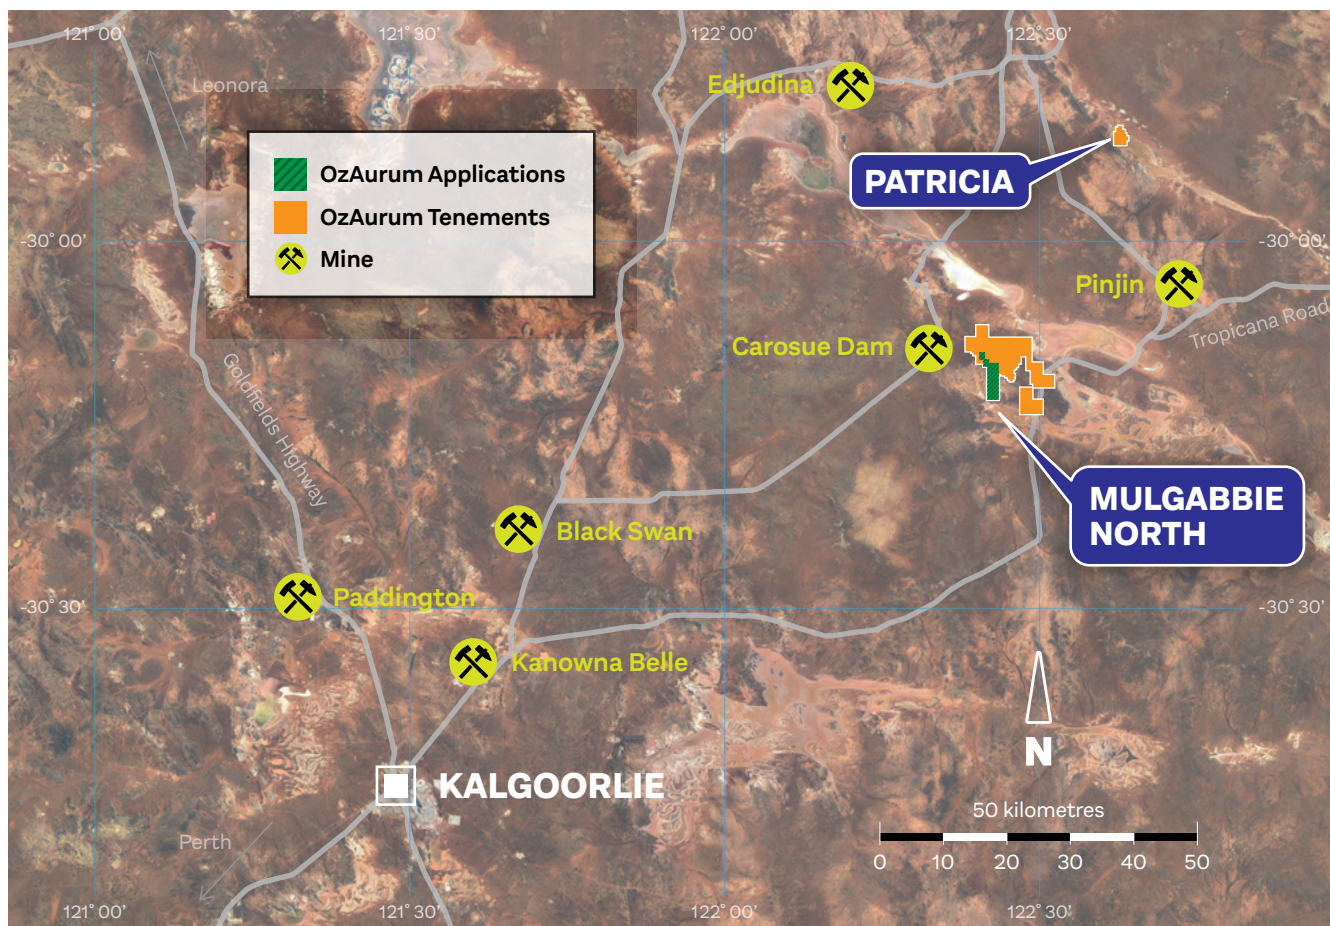 121° 00’
121° 30’
122° 00’
122° 30’
Leonora
Edjudina
OzAurum Applications
OzAurum Tenements
Mine
PATRICIA
-30° 00’
-30° 00’
Pinjin
Tropicana Road
Carosue Dam
Goldfields Highway
MULGABBIE
NORTH
Black Swan
Paddington
-30° 30’
-30° 30’
Kanowna Belle
N
KALGOORLIE
50 kilometres
0 10 20 30 40 50
Perth
121° 00’
121° 30’
122° 00’
122° 30’